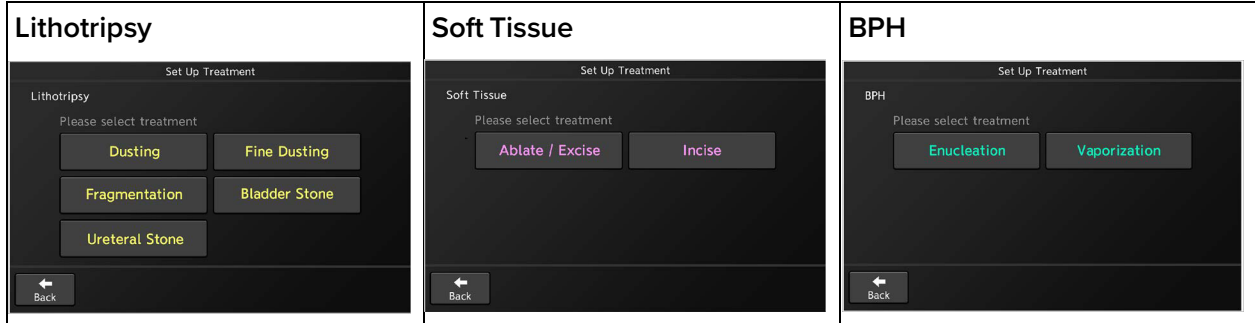 Lithotripsy
Set Up Treatment
Lithotripsy
Please select treatment
Dusting
Fine Dusting
Fragmentation
Bladder Stone
Ureteral Stone
Back
Soft Tissue
Set Up Treatment
Soft Tissue
Please select treatment
Ablate / Excise
Incise
Back
BPH
Set Up Treatment
BPH
Please select treatment
Enucleation
Vaporization
Back